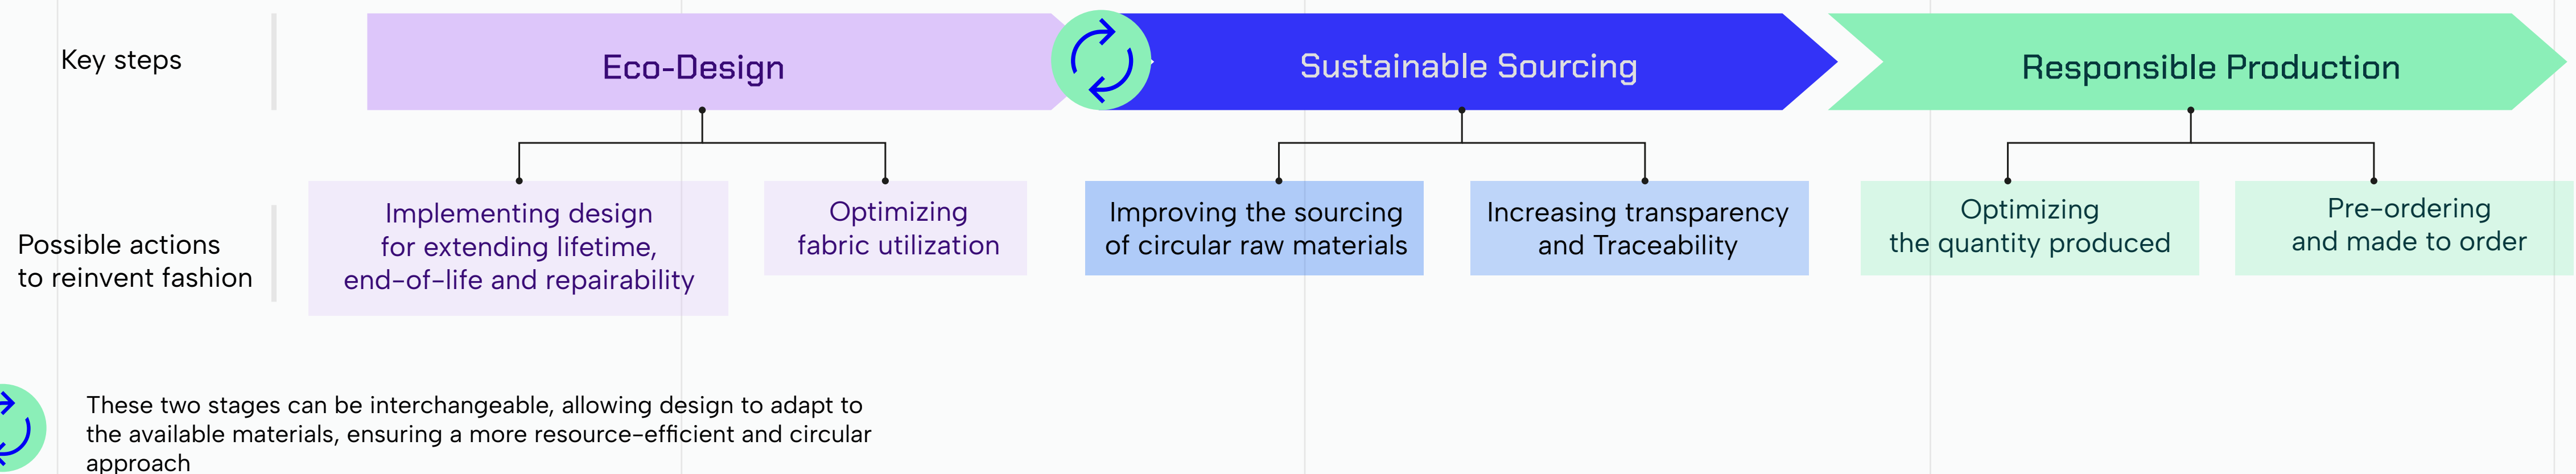 Key steps
Eco-Design
Sustainable Sourcing
Responsible Production
Possible actions
to reinvent fashion
Implementing design
for extending lifetime,
end-of-life and repairability
Optimizing
fabric utilization
Improving the sourcing
of circular raw materials
Increasing transparency
and Traceability
Optimizing
the quantity produced
Pre-ordering
and made to order
These two stages can be interchangeable, allowing design to adapt to
the available materials, ensuring a more resource-efficient and circular
approach